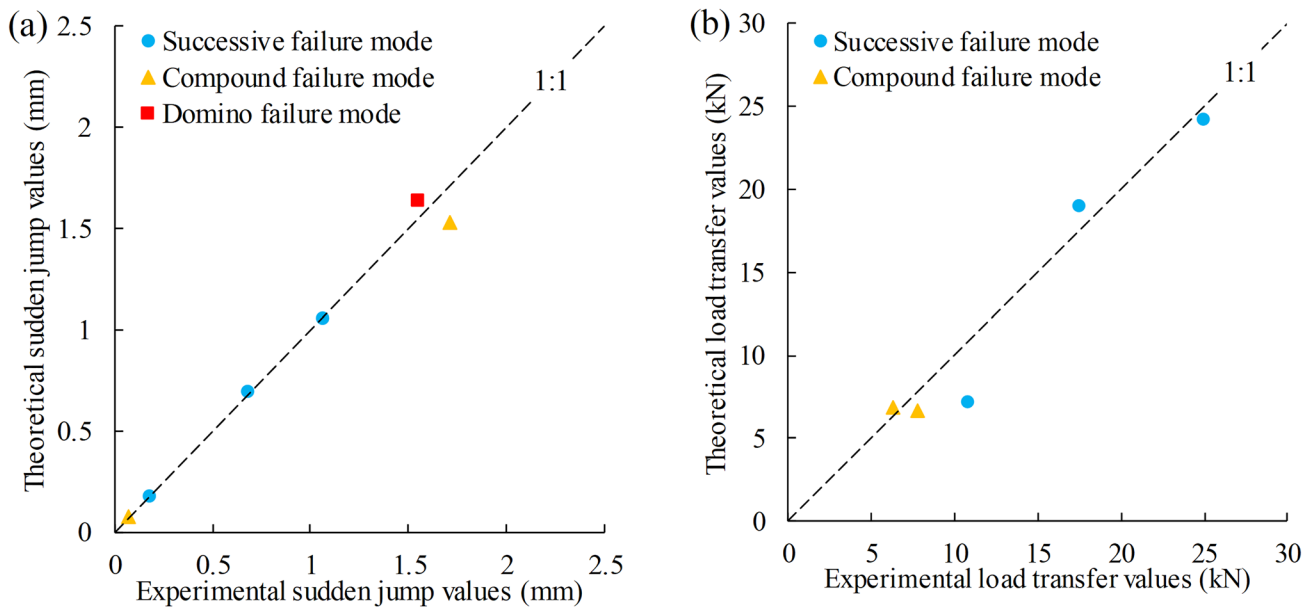 (a)
Theoretical sudden jump values (mm)
2.5
2
1.5
1
0.5
0
Successive failure mode
Compound failure mode
Domino failure mode
1:1
0
0.5
1
1.5
2
2.5
Experimental sudden jump values (mm)
(b)
Theoretical load transfer values (kN)
30
25
20
15
10
5
0
Successive failure mode
Compound failure mode
1:1
0
5
10
15
20
25
30
Experimental load transfer values (kN)